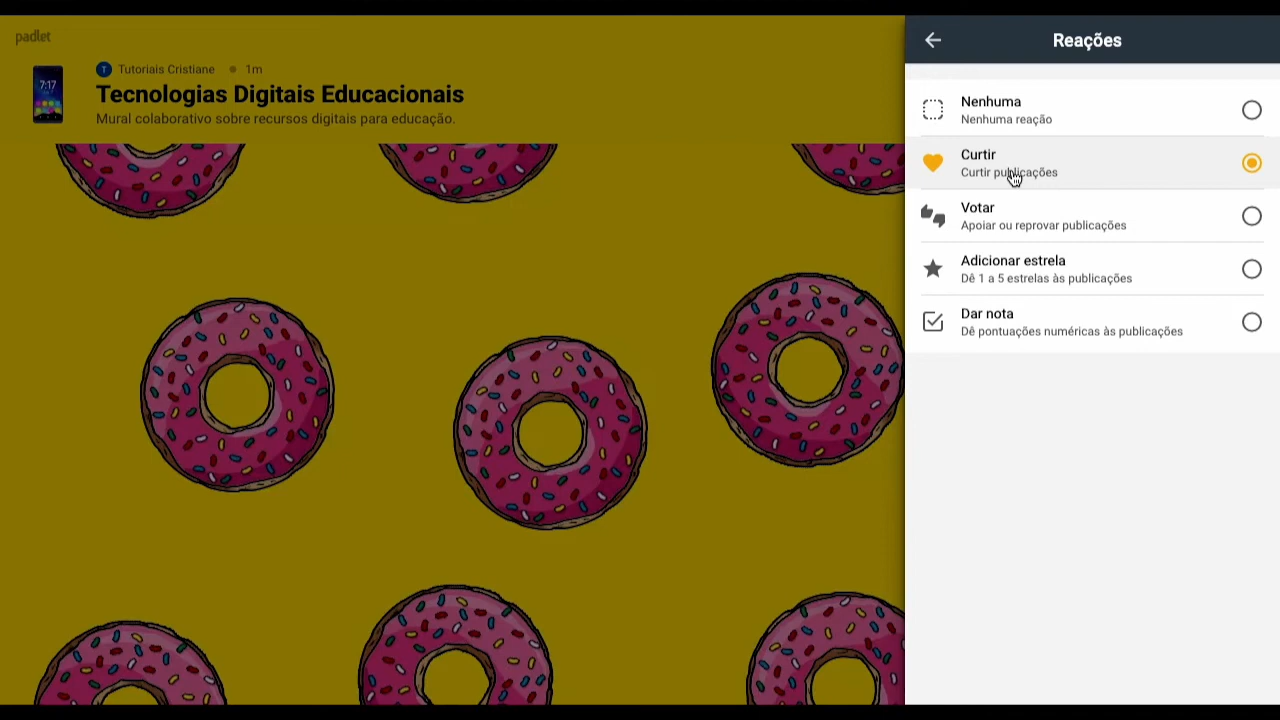 padlet
T Tutoriais Cristiane 1m
7:17
Tecnologias Digitais Educacionais
Mural colaborativo sobre recursos digitais para educação.
Reações
Nenhuma
Nenhuma reação
Curtir
Curtir publicações
Votar
Apoiar ou reprovar publicações
Adicionar estrela
Dê 1 a 5 estrelas às publicações
Dar nota
Dê pontuações numéricas às publicações